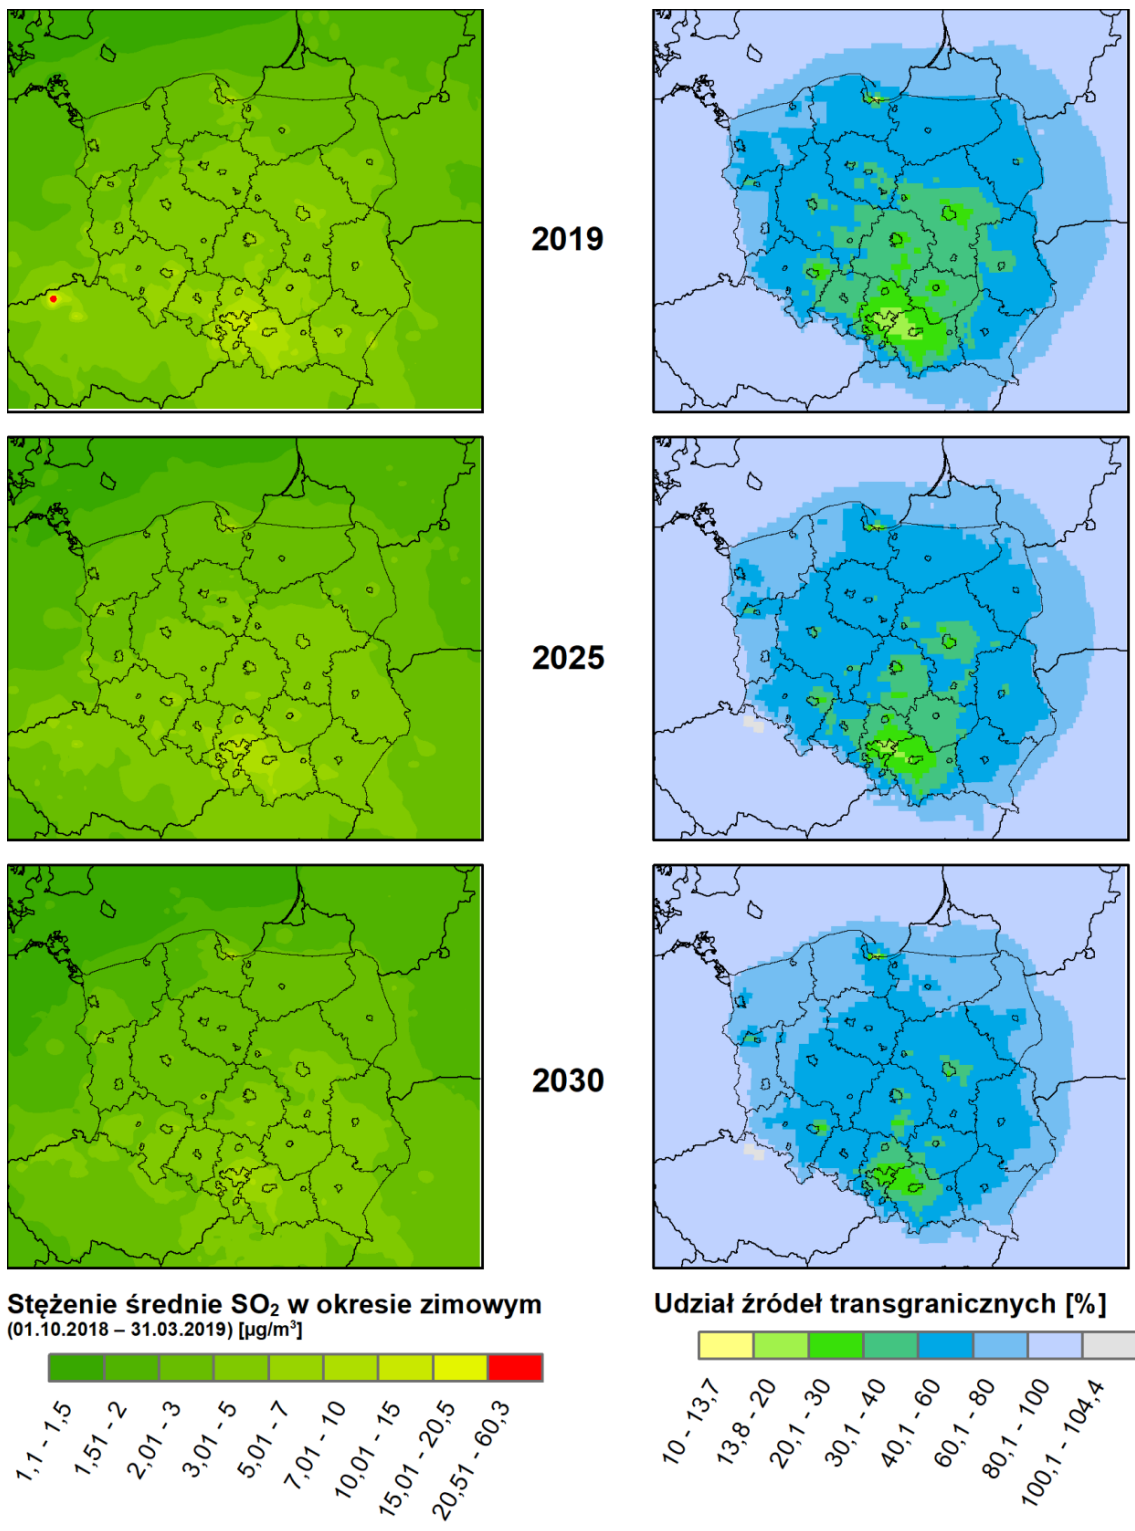 2019
2025
2030
Stężenie średnie SO₂ w okresie zimowym
(01.10.2018 – 31.03.2019) [µg/m³]
1,1 - 1,5
1,51 - 2
2,01 - 3
3,01 - 5
5,01 - 7
7,01 - 10
10,01 - 15
15,01 - 20,5
20,51 - 60,3
Udział źródeł transgranicznych [%]
10 - 13,7
13,8 - 20
20,1 - 30
30,1 - 40
40,1 - 60
60,1 - 80
80,1 - 100
100,1 - 104,4